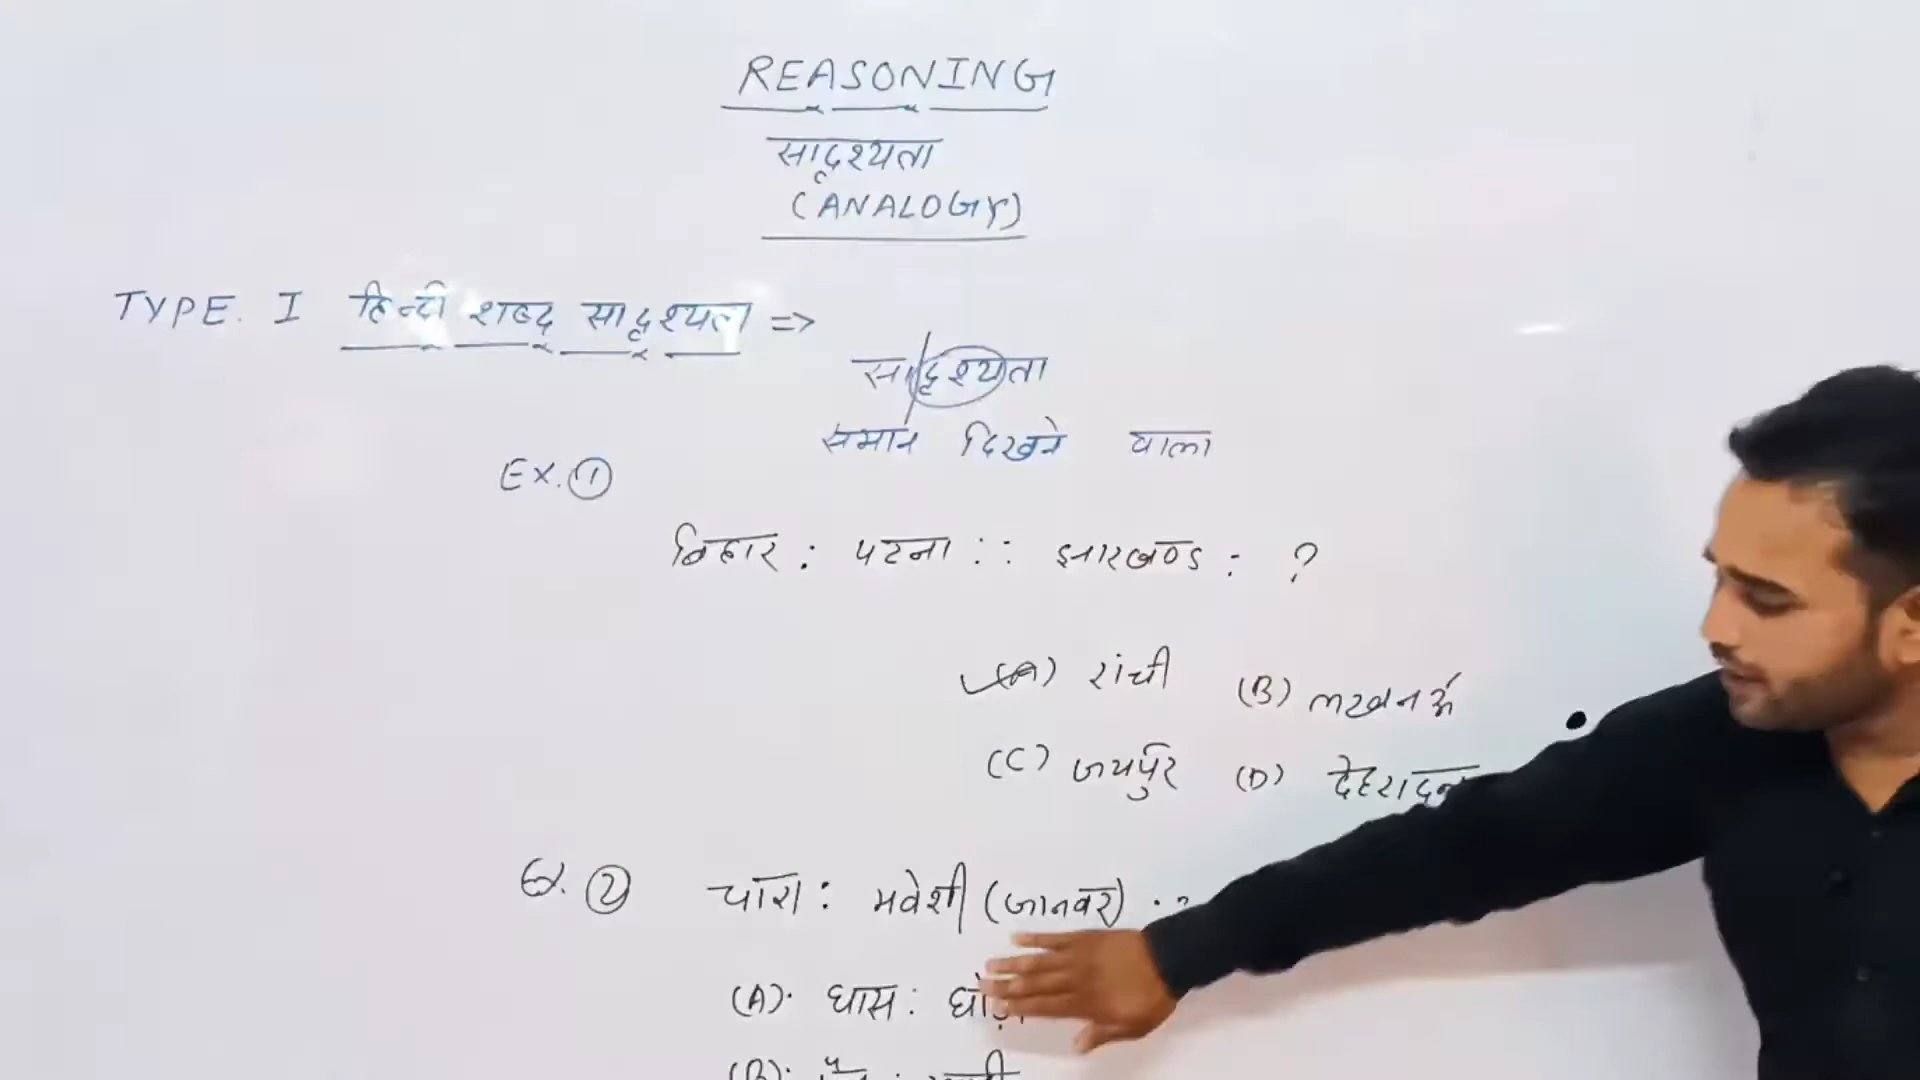 REASONING
सादृश्यता
(ANALOGY)
TYPE. I हिन्दी शब्द सादृश्यता =>
सादृश्यता
समान दिखने वाला
Ex. ①
बिहार : पटना :: झारखण्ड : ?
(A) रांची (B) लखनऊ
(C) जयपुर (D) देहरादून
Ex. ② चारा : मवेशी (जानवर)
(A). घास : घोड़ा
(B).